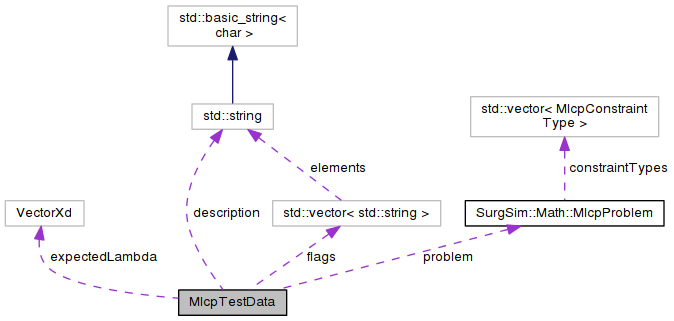 std::basic_string<
char >
std::string
std::vector< MlcpConstraint
Type >
elements
constraintTypes
VectorXd
description
std::vector< std::string >
SurgSim::Math::MlcpProblem
expectedLambda
flags
problem
MlcpTestData